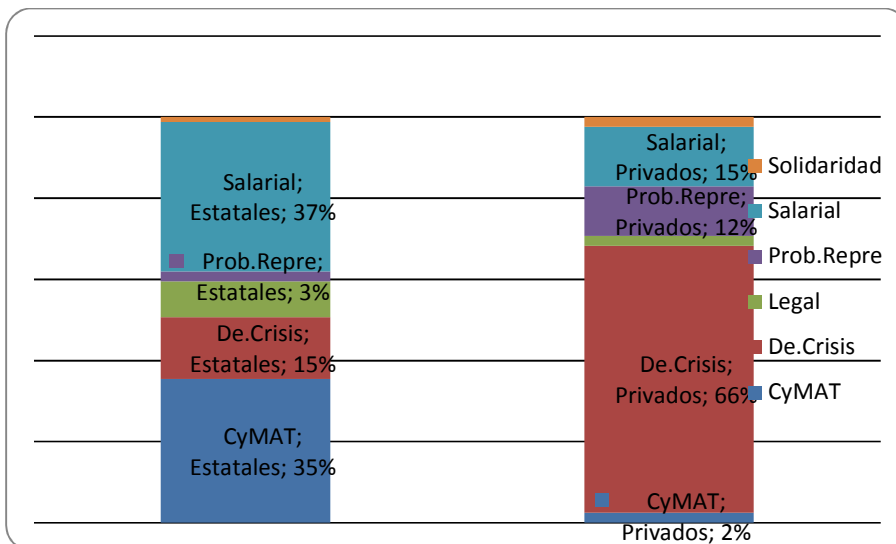 Salarial;
Estatales; 37%
Prob.Repre;
Estatales; 3%
De.Crisis;
Estatales; 15%
CyMAT;
Estatales; 35%
Salarial;
Privados; 15%
Prob.Repre;
Privados; 12%
De.Crisis;
Privados; 66%
CyMAT;
Privados; 2%
Solidaridad
Salarial
Prob.Repre
Legal
De.Crisis
CyMAT